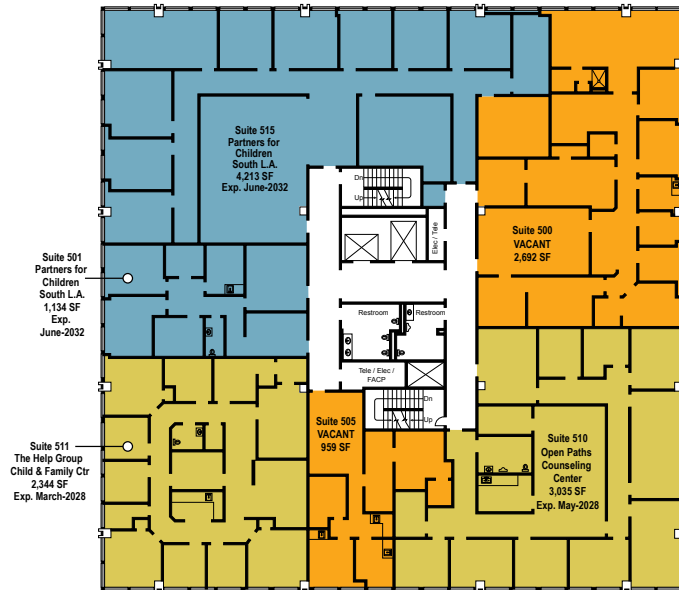 Suite 515
Partners for
Children
South L.A.
4,213 SF
Exp. June-2032
Dn
Up
Elec / Tele
Suite 500
VACANT
2,692 SF
Suite 501
Partners for
Children
South L.A.
1,134 SF
Exp.
June-2032
Restroom
Restroom
Tele / Elec /
FACP
Dn
Up
Suite 505
VACANT
959 SF
Suite 511
The Help Group
Child & Family Ctr
2,344 SF
Exp. March-2028
Suite 510
Open Paths
Counseling
Center
3,035 SF
Exp. May-2028